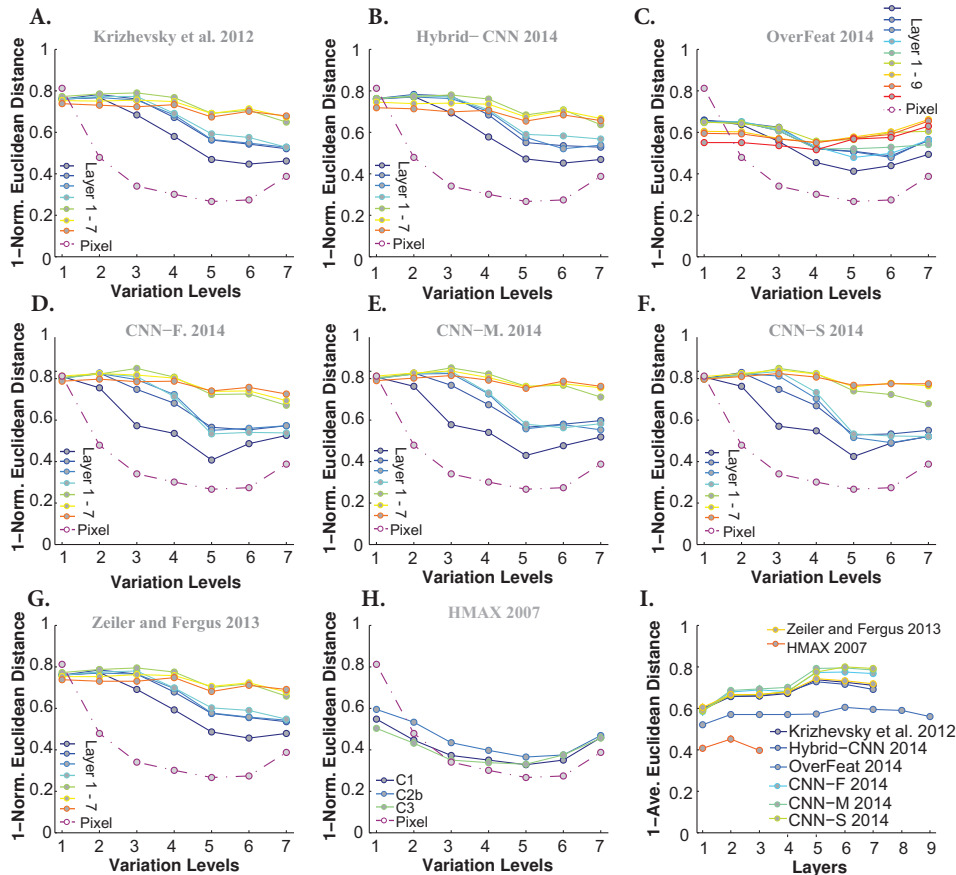 A.
Krizhevsky et al. 2012
1−Norm. Euclidean Distance
1
0.8
0.6
0.4
0.2
0
Layer 1 - 7
Pixel
1 2 3 4 5 6 7
Variation Levels
B.
Hybrid− CNN 2014
1−Norm. Euclidean Distance
1
0.8
0.6
0.4
0.2
0
Layer 1 - 7
Pixel
1 2 3 4 5 6 7
Variation Levels
C.
OverFeat 2014
1−Norm. Euclidean Distance
1
0.8
0.6
0.4
0.2
0
Layer 1 - 9
Pixel
1 2 3 4 5 6 7
Variation Levels
D.
CNN−F. 2014
1−Norm. Euclidean Distance
1
0.8
0.6
0.4
0.2
0
Layer 1 - 7
Pixel
1 2 3 4 5 6 7
Variation Levels
E.
CNN−M. 2014
1−Norm. Euclidean Distance
1
0.8
0.6
0.4
0.2
0
Layer 1 - 7
Pixel
1 2 3 4 5 6 7
Variation Levels
F.
CNN−S 2014
1−Norm. Euclidean Distance
1
0.8
0.6
0.4
0.2
0
Layer 1 - 7
Pixel
1 2 3 4 5 6 7
Variation Levels
G.
Zeiler and Fergus 2013
1−Norm. Euclidean Distance
1
0.8
0.6
0.4
0.2
0
Layer 1 - 7
Pixel
1 2 3 4 5 6 7
Variation Levels
H.
HMAX 2007
1−Norm. Euclidean Distance
1
0.8
0.6
0.4
0.2
0
C1
C2b
C3
Pixel
1 2 3 4 5 6 7
Variation Levels
I.
1−Ave. Euclidean Distance
1
0.8
0.6
0.4
0.2
0
Zeiler and Fergus 2013
HMAX 2007
Krizhevsky et al. 2012
Hybrid−CNN 2014
OverFeat 2014
CNN−F 2014
CNN−M 2014
CNN−S 2014
1 2 3 4 5 6 7 8 9
Layers